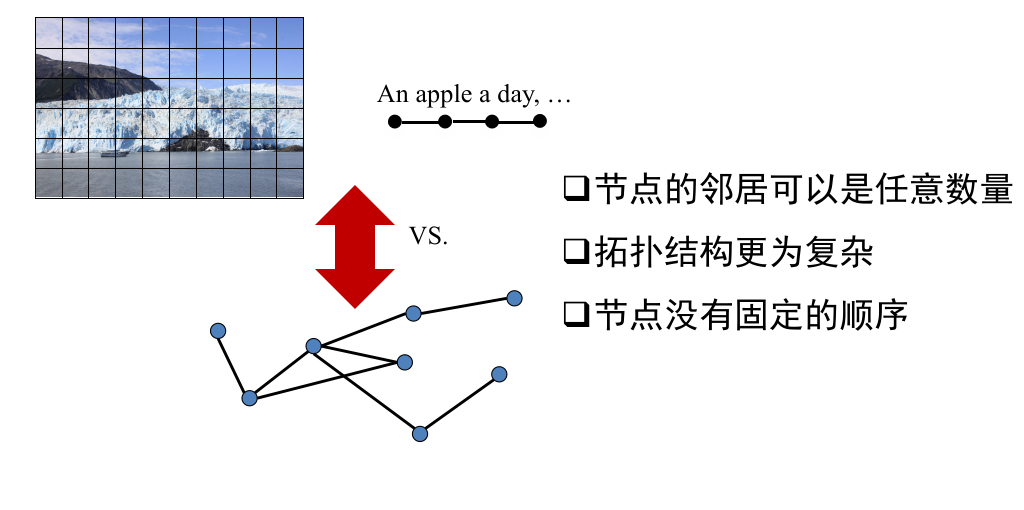 An apple a day, …
VS.
节点的邻居可以是任意数量
拓扑结构更为复杂
节点没有固定的顺序